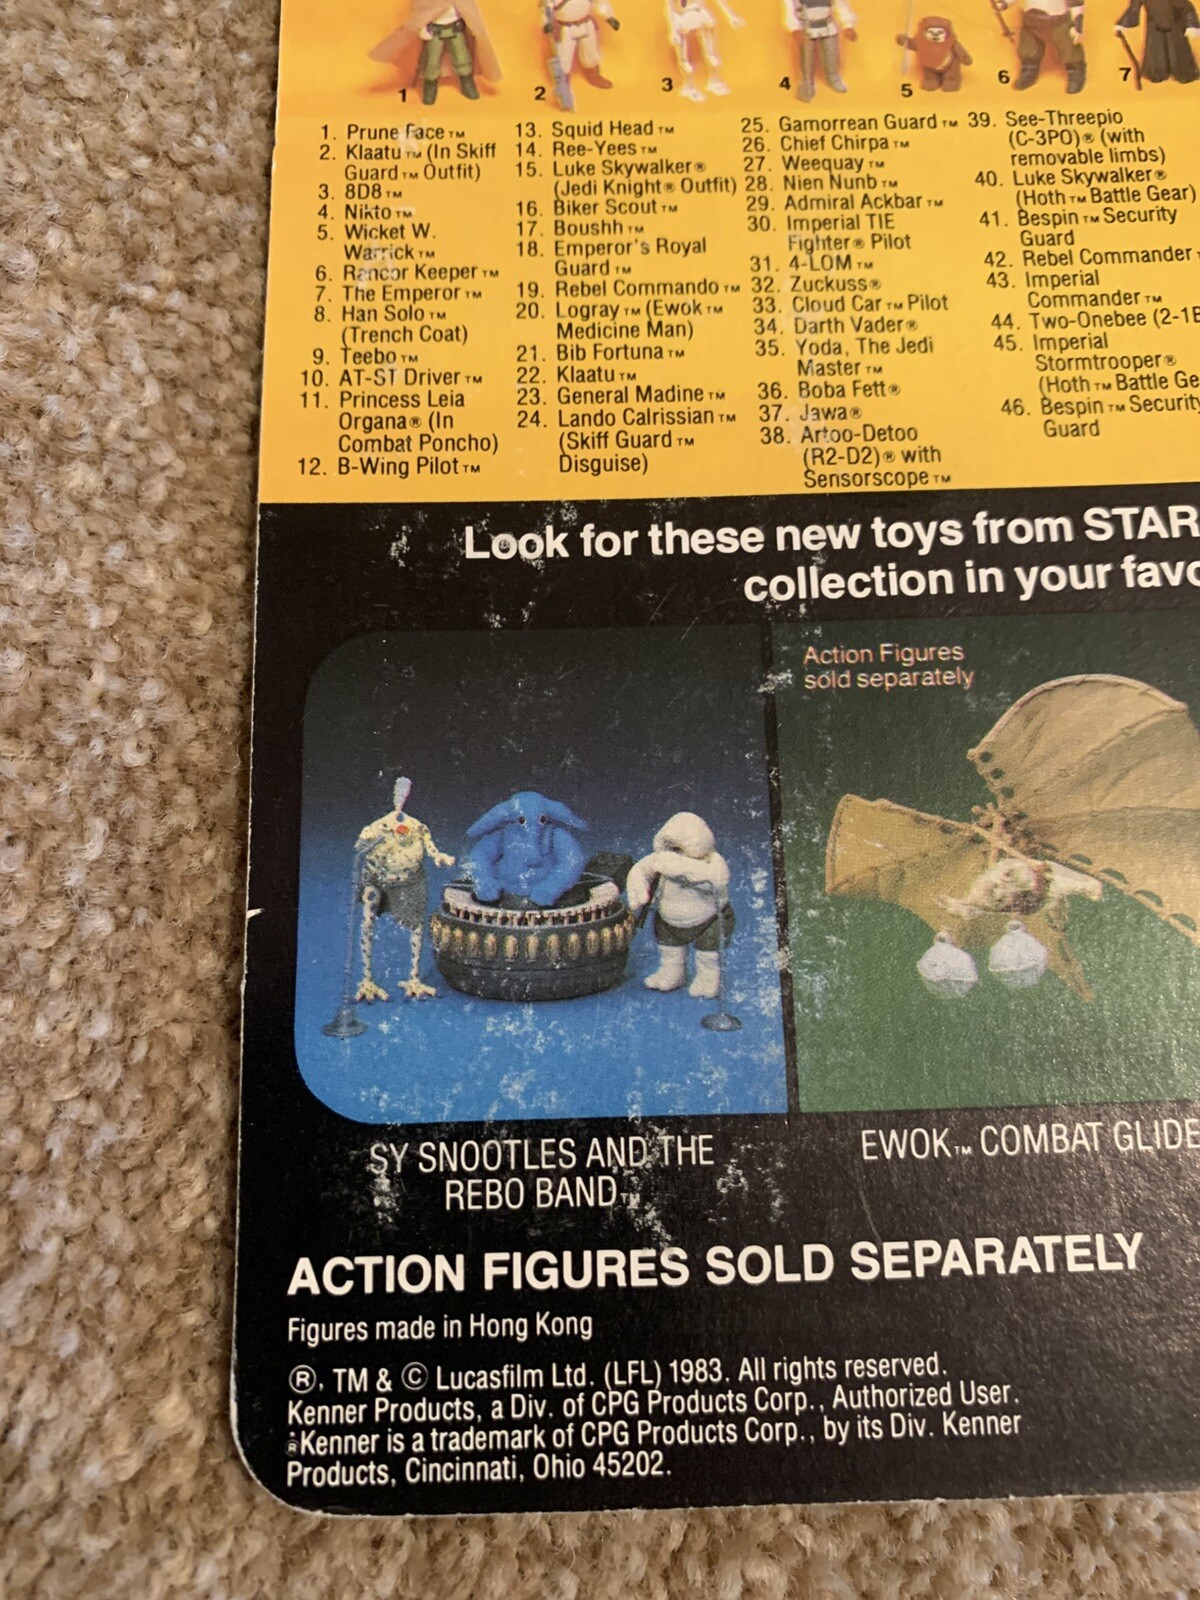 1
2
3
4
5
6
7
1. Prune Face™
2. Klaatu™ (In Skiff
Guard™ Outfit)
3. 8D8™
4. Nikto™
5. Wicket W.
Warrick™
6. Rancor Keeper™
7. The Emperor™
8. Han Solo™
(Trench Coat)
9. Teebo™
10. AT-ST Driver™
11. Princess Leia
Organa® (In
Combat Poncho)
12. B-Wing Pilot™
13. Squid Head™
14. Ree-Yees™
15. Luke Skywalker®
(Jedi Knight® Outfit)
16. Biker Scout™
17. Boushh™
18. Emperor's Royal
Guard™
19. Rebel Commando™
20. Logray™ (Ewok™
Medicine Man)
21. Bib Fortuna™
22. Klaatu™
23. General Madine™
24. Lando Calrissian™
(Skiff Guard™
Disguise)
25. Gamorrean Guard™
26. Chief Chirpa™
27. Weequay™
28. Nien Nunb™
29. Admiral Ackbar™
30. Imperial TIE
Fighter® Pilot
31. 4-LOM™
32. Zuckuss®
33. Cloud Car™ Pilot
34. Darth Vader®
35. Yoda, The Jedi
Master™
36. Boba Fett®
37. Jawa®
38. Artoo-Detoo
(R2-D2)® with
Sensorscope™
39. See-Threepio
(C-3PO)® (with
removable limbs)
40. Luke Skywalker®
(Hoth™ Battle Gear)
41. Bespin™ Security
Guard
42. Rebel Commander
43. Imperial
Commander™
44. Two-Onebee (2-1B
45. Imperial
Stormtrooper®
(Hoth™ Battle Ge
46. Bespin™ Security
Guard
Look for these new toys from STAR
collection in your favo
Action Figures
sold separately
SY SNOOTLES AND THE
REBO BAND™
EWOK™ COMBAT GLIDE
ACTION FIGURES SOLD SEPARATELY
Figures made in Hong Kong
®, TM & © Lucasfilm Ltd. (LFL) 1983. All rights reserved.
Kenner Products, a Div. of CPG Products Corp., Authorized User.
®Kenner is a trademark of CPG Products Corp., by its Div. Kenner
Products, Cincinnati, Ohio 45202.